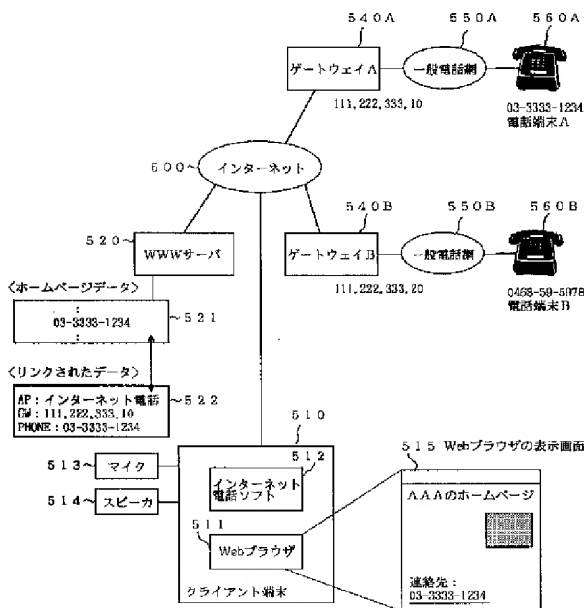 ５４０Ａ
５５０Ａ
５６０Ａ
ゲートウェイＡ
一般電話網
111,222,333,10
03-3333-1234
電話端末Ａ
５００
インターネット
５４０Ｂ
５５０Ｂ
５６０Ｂ
５２０
WWWサーバ
ゲートウェイＢ
一般電話網
111,222,333,20
0468-59-5978
電話端末Ｂ
〈ホームページデータ〉
:
03-3333-1234
:
５２１
〈リンクされたデータ〉
AP：インターネット電話
GW：111,222,333,10
PHONE：03-3333-1234
５２２
５１０
５１３
マイク
５１４
スピーカ
５１２
インターネット
電話ソフト
５１１
Webブラウザ
クライアント端末
５１５ Webブラウザの表示画面
ＡＡＡのホームページ
連絡先：
03-3333-1234